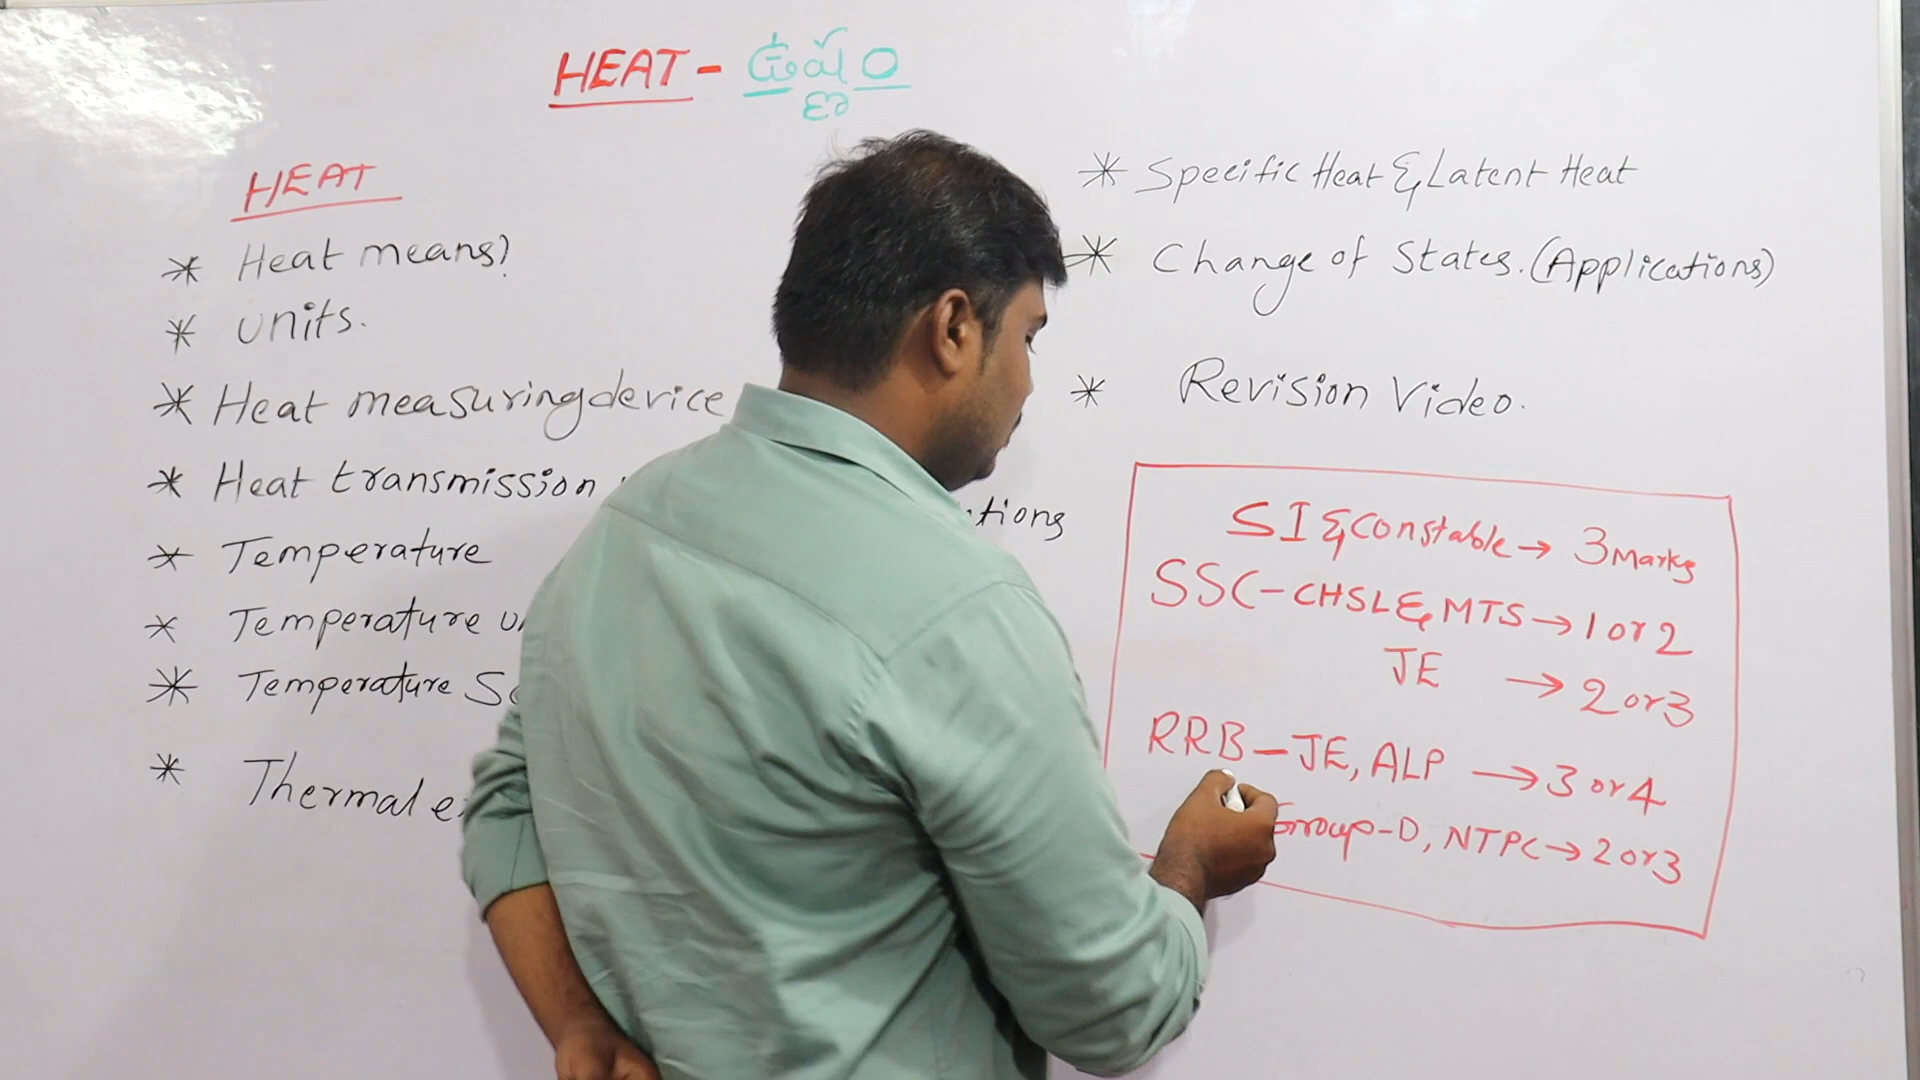 HEAT - ఉష్ణం
HEAT
* Heat means?
* Units.
* Heat measuring device
* Heat transmission
* Temperature
* Temperature
* Temperature
* Thermal
* Specific Heat & Latent Heat
* Change of States. (Applications)
* Revision Video.
SI & Constable → 3 Marks
SSC - CHSL & MTS → 1 or 2
JE → 2 or 3
RRB - JE, ALP → 3 or 4
Group-D, NTPC → 2 or 3